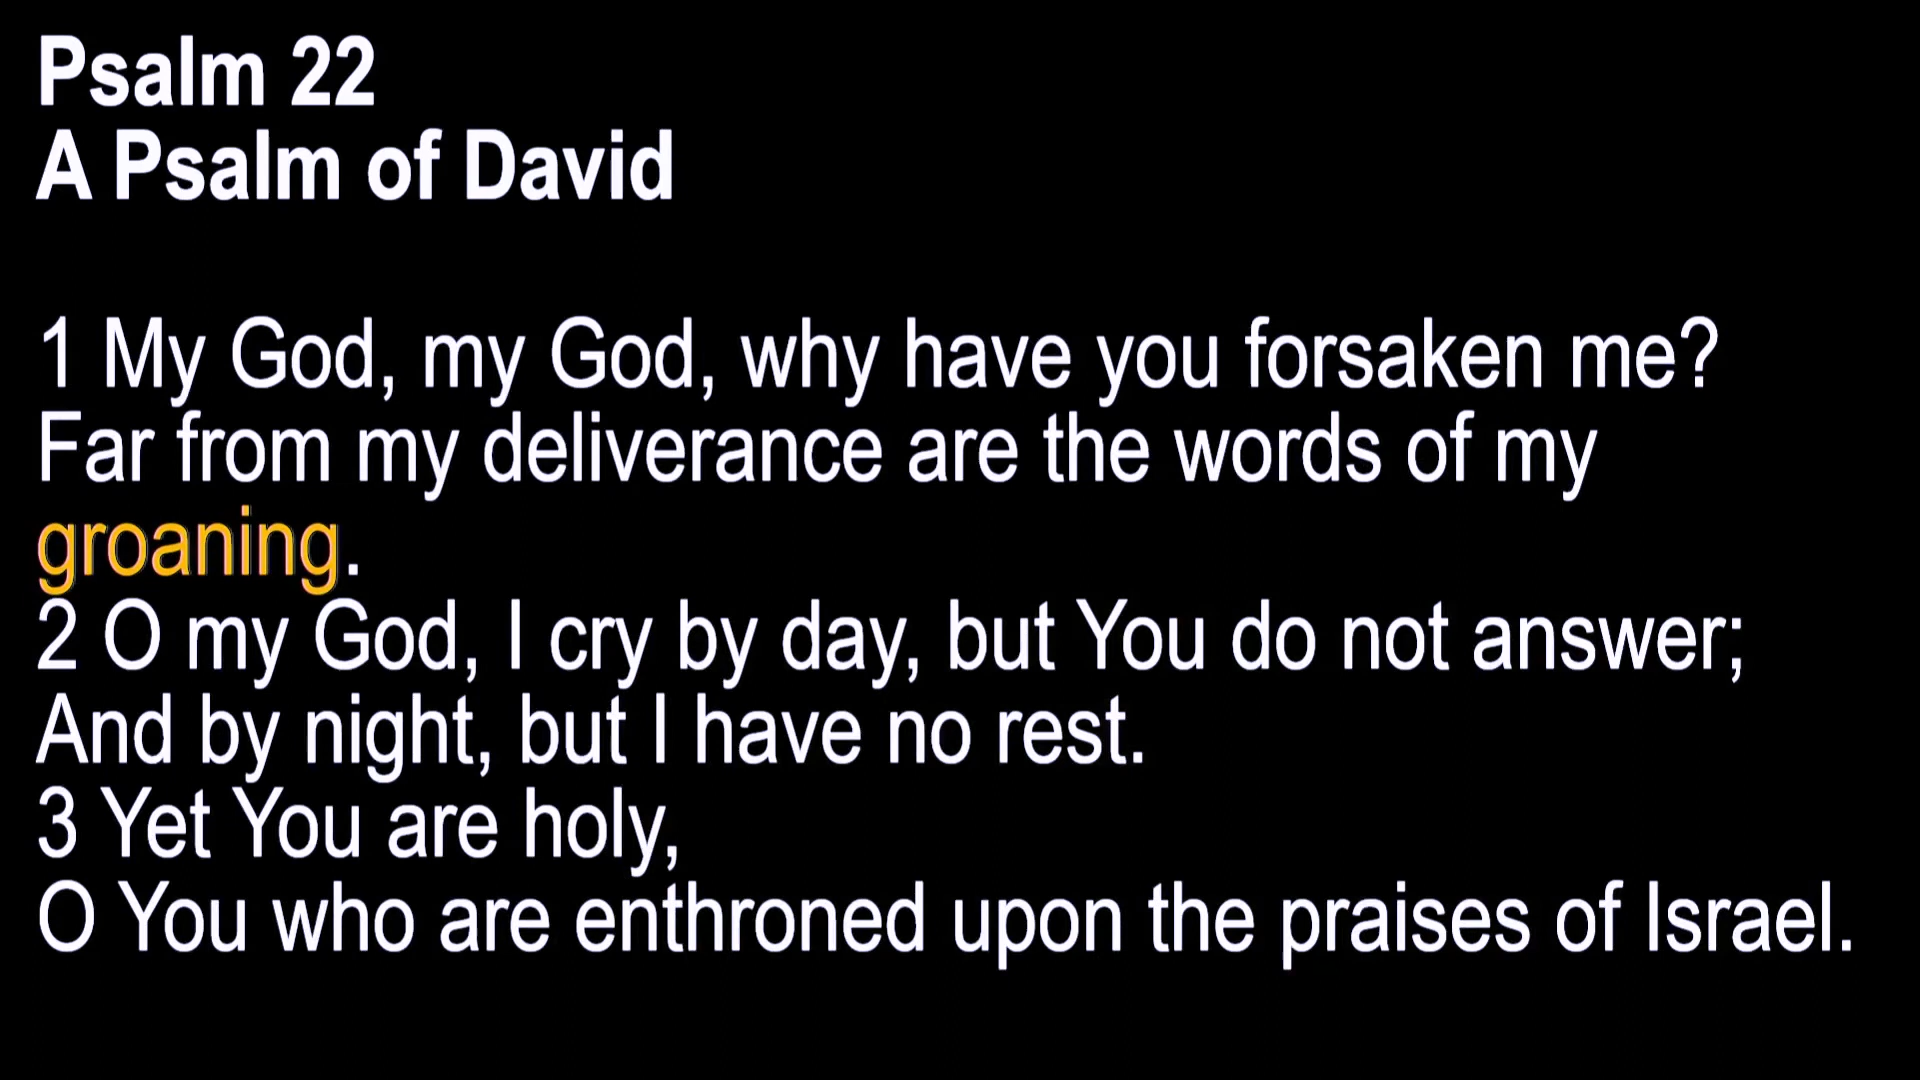 Psalm 22
A Psalm of David
1 My God, my God, why have you forsaken me?
Far from my deliverance are the words of my
groaning.
2 O my God, I cry by day, but You do not answer;
And by night, but I have no rest.
3 Yet You are holy,
O You who are enthroned upon the praises of Israel.